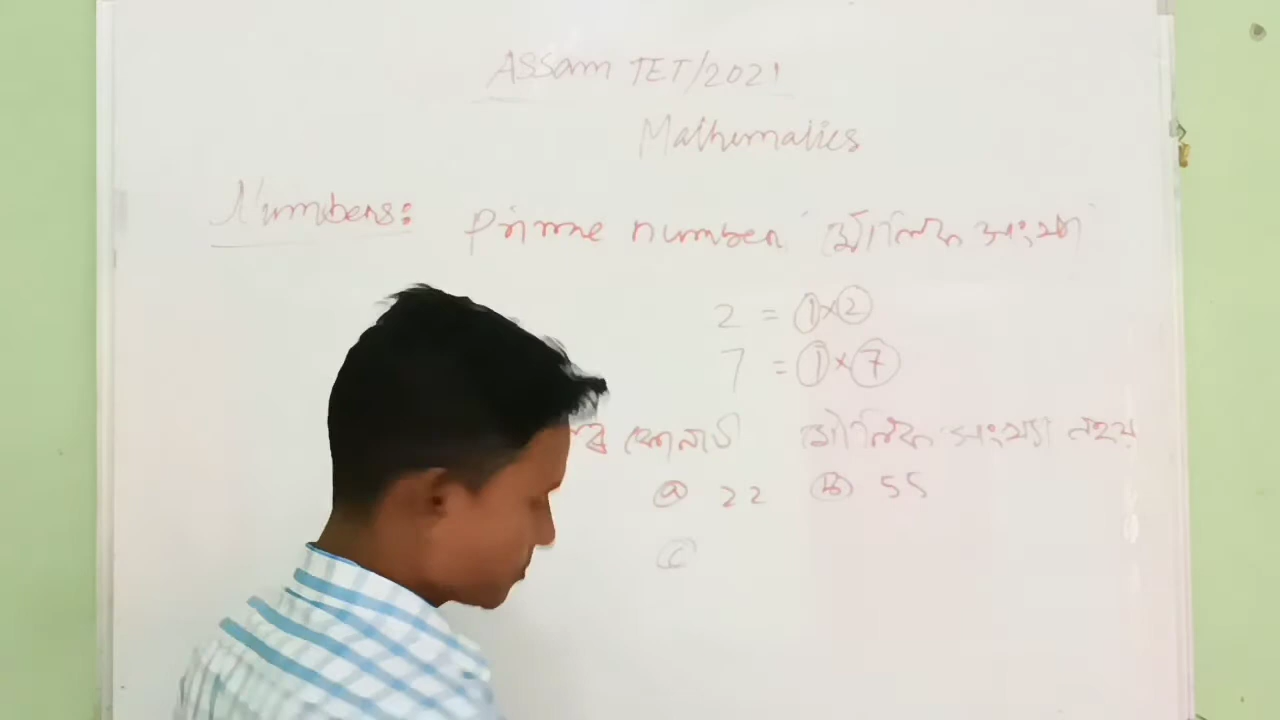 Assam TET/2021
Mathematics
Numbers: Prime number মৌলিক সংখ্যা
2 = 1×2
7 = 1×7
কোনটো মৌলিক সংখ্যা নহয়
(a) 22 (b) 55
(c)